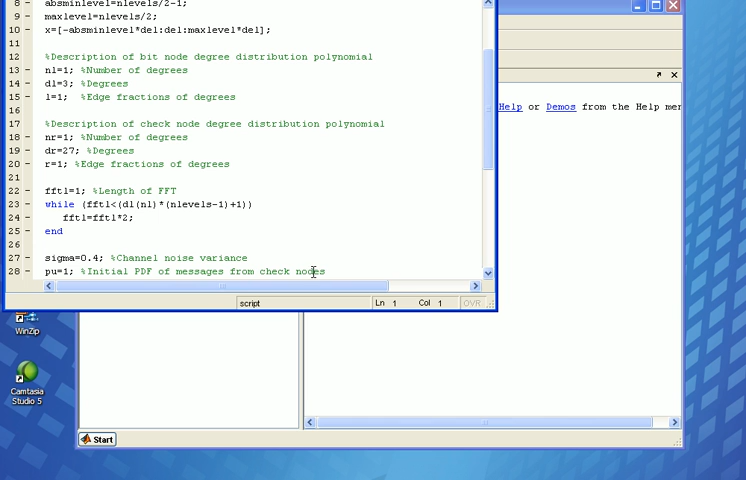 8 - absminlevel=nlevels/2-1;
9 - maxlevel=nlevels/2;
10 - x=[-absminlevel*del:del:maxlevel*del];
11
12 %Description of bit node degree distribution polynomial
13 - nl=1; %Number of degrees
14 - dl=3; %Degrees
15 - l=1; %Edge fractions of degrees
16
17 %Description of check node degree distribution polynomial
18 - nr=1; %Number of degrees
19 - dr=27; %Degrees
20 - r=1; %Edge fractions of degrees
21
22 - fftl=1; %Length of FFT
23 - while (fftl<(dl(nl)*(nlevels-1)+1))
24 - fftl=fftl*2;
25 - end
26
27 - sigma=0.4; %Channel noise variance
28 - pu=1; %Initial PDF of messages from check nodes
script Ln 1 Col 1 OVR
Help or Demos from the Help men
WinZip
Camtasia
Studio 5
Start